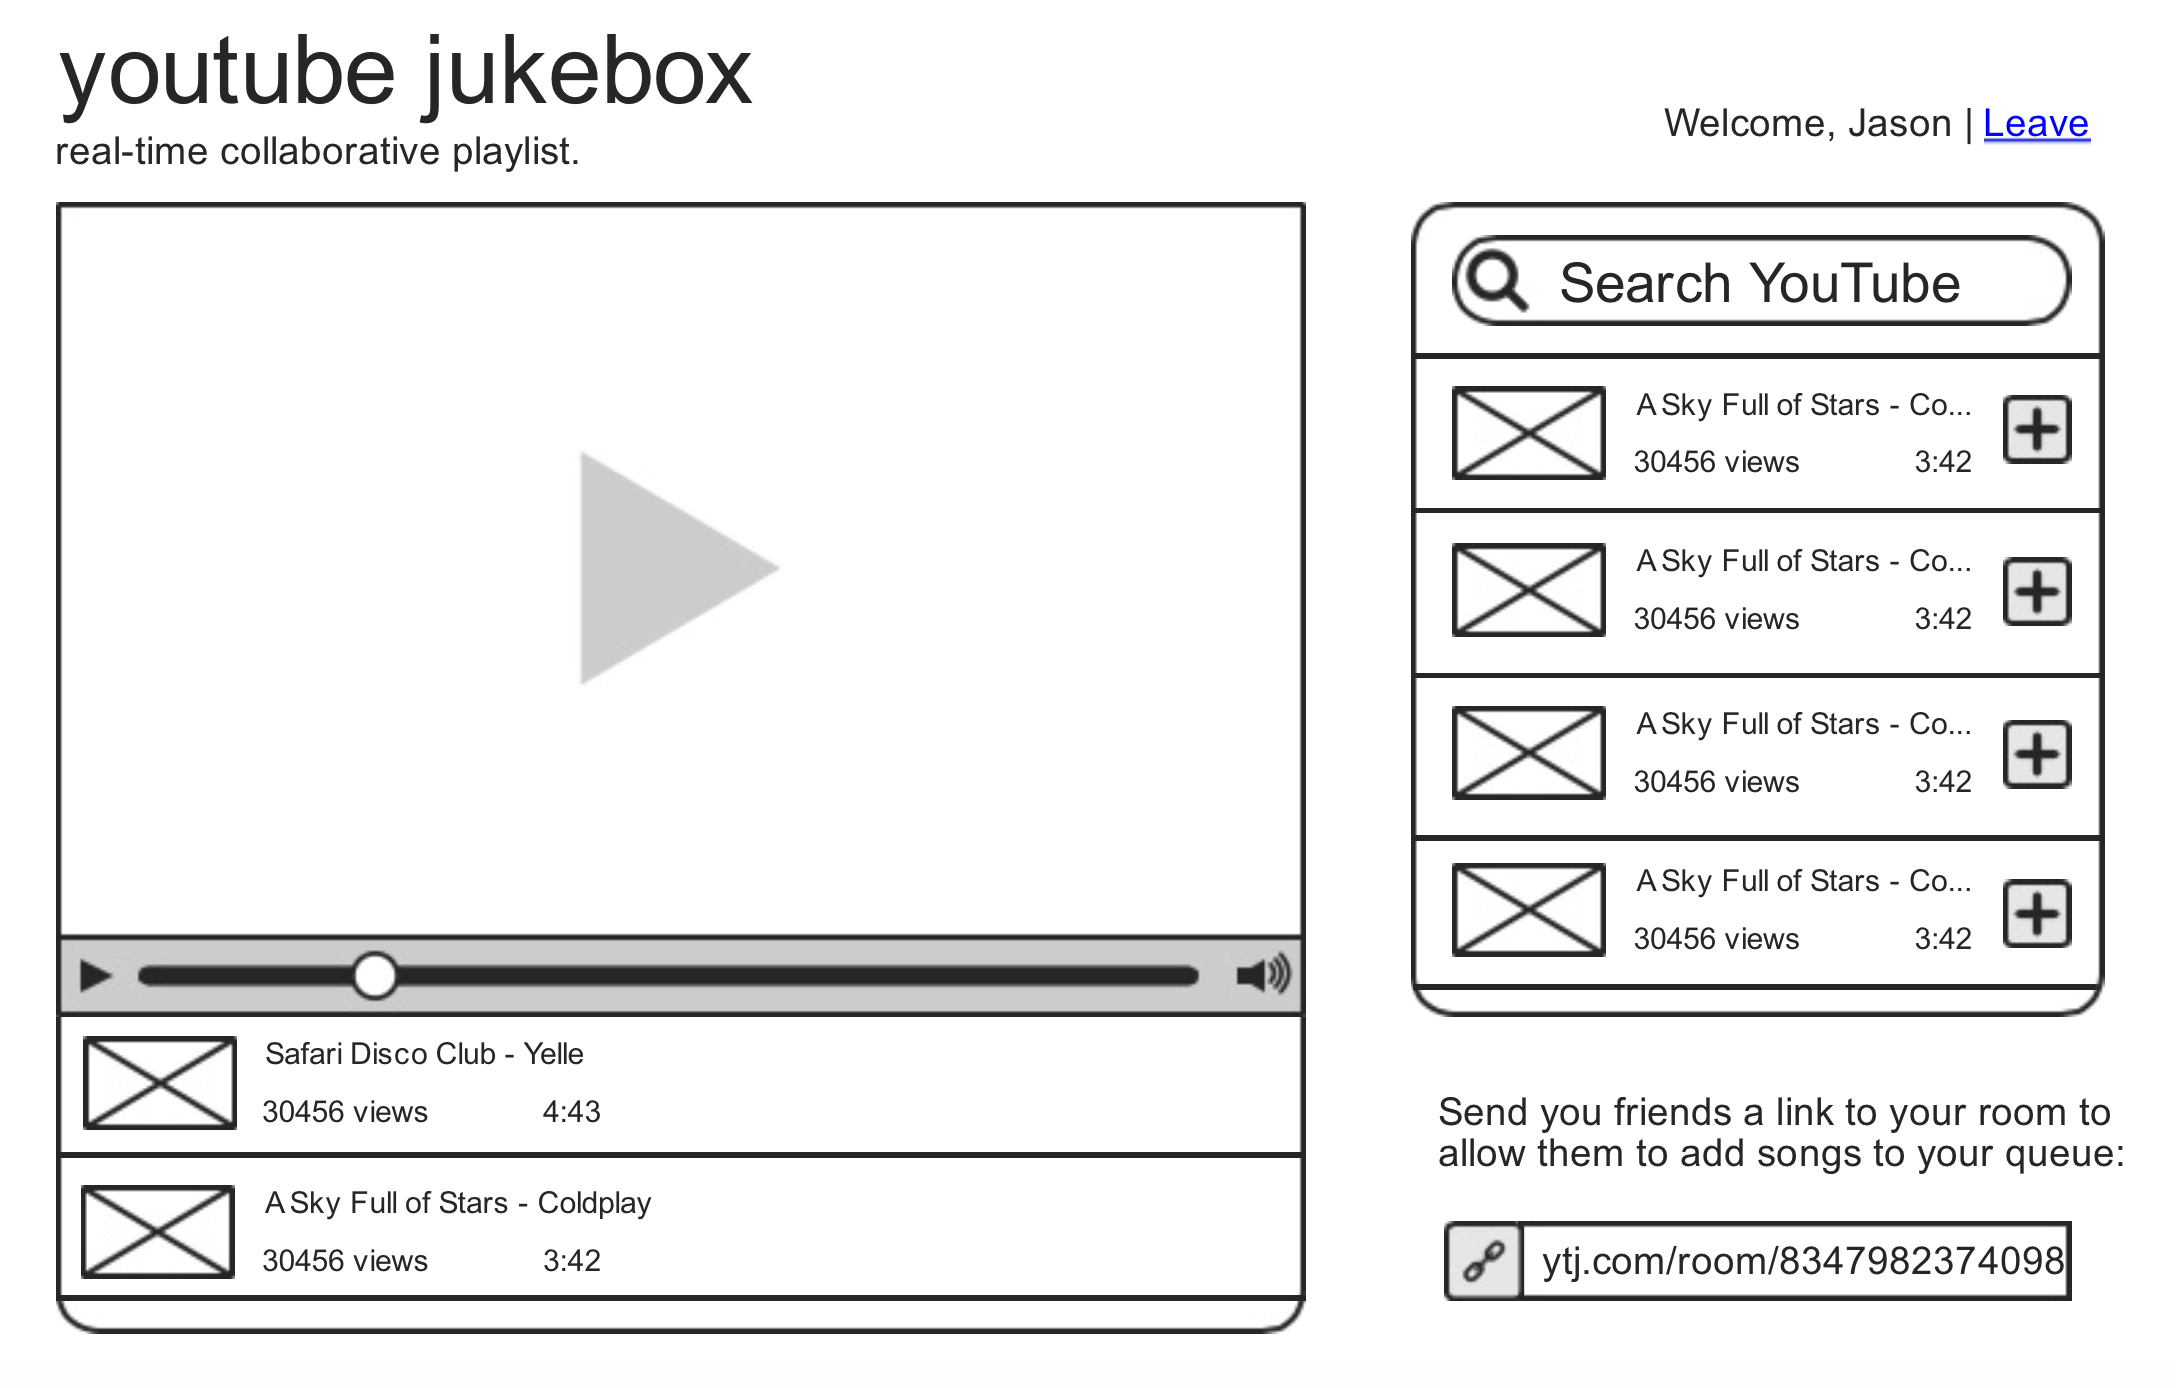 youtube jukebox
real-time collaborative playlist.
Welcome, Jason | Leave
Search YouTube
A Sky Full of Stars - Co...
30456 views 3:42
A Sky Full of Stars - Co...
30456 views 3:42
A Sky Full of Stars - Co...
30456 views 3:42
A Sky Full of Stars - Co...
30456 views 3:42
Safari Disco Club - Yelle
30456 views 4:43
A Sky Full of Stars - Coldplay
30456 views 3:42
Send you friends a link to your room to
allow them to add songs to your queue:
ytj.com/room/8347982374098